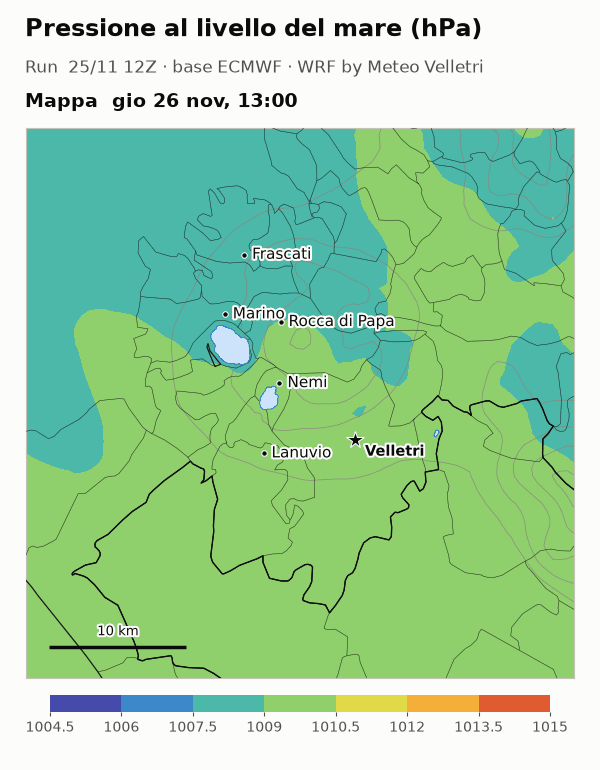 Pressione al livello del mare (hPa)
Run  25/11 12Z · base ECMWF · WRF by Meteo Velletri
Mappa  gio 26 nov, 13:00
Frascati
Marino
Rocca di Papa
Nemi
Velletri
Lanuvio
10 km
1004.5 1006 1007.5 1009 1010.5 1012 1013.5 1015